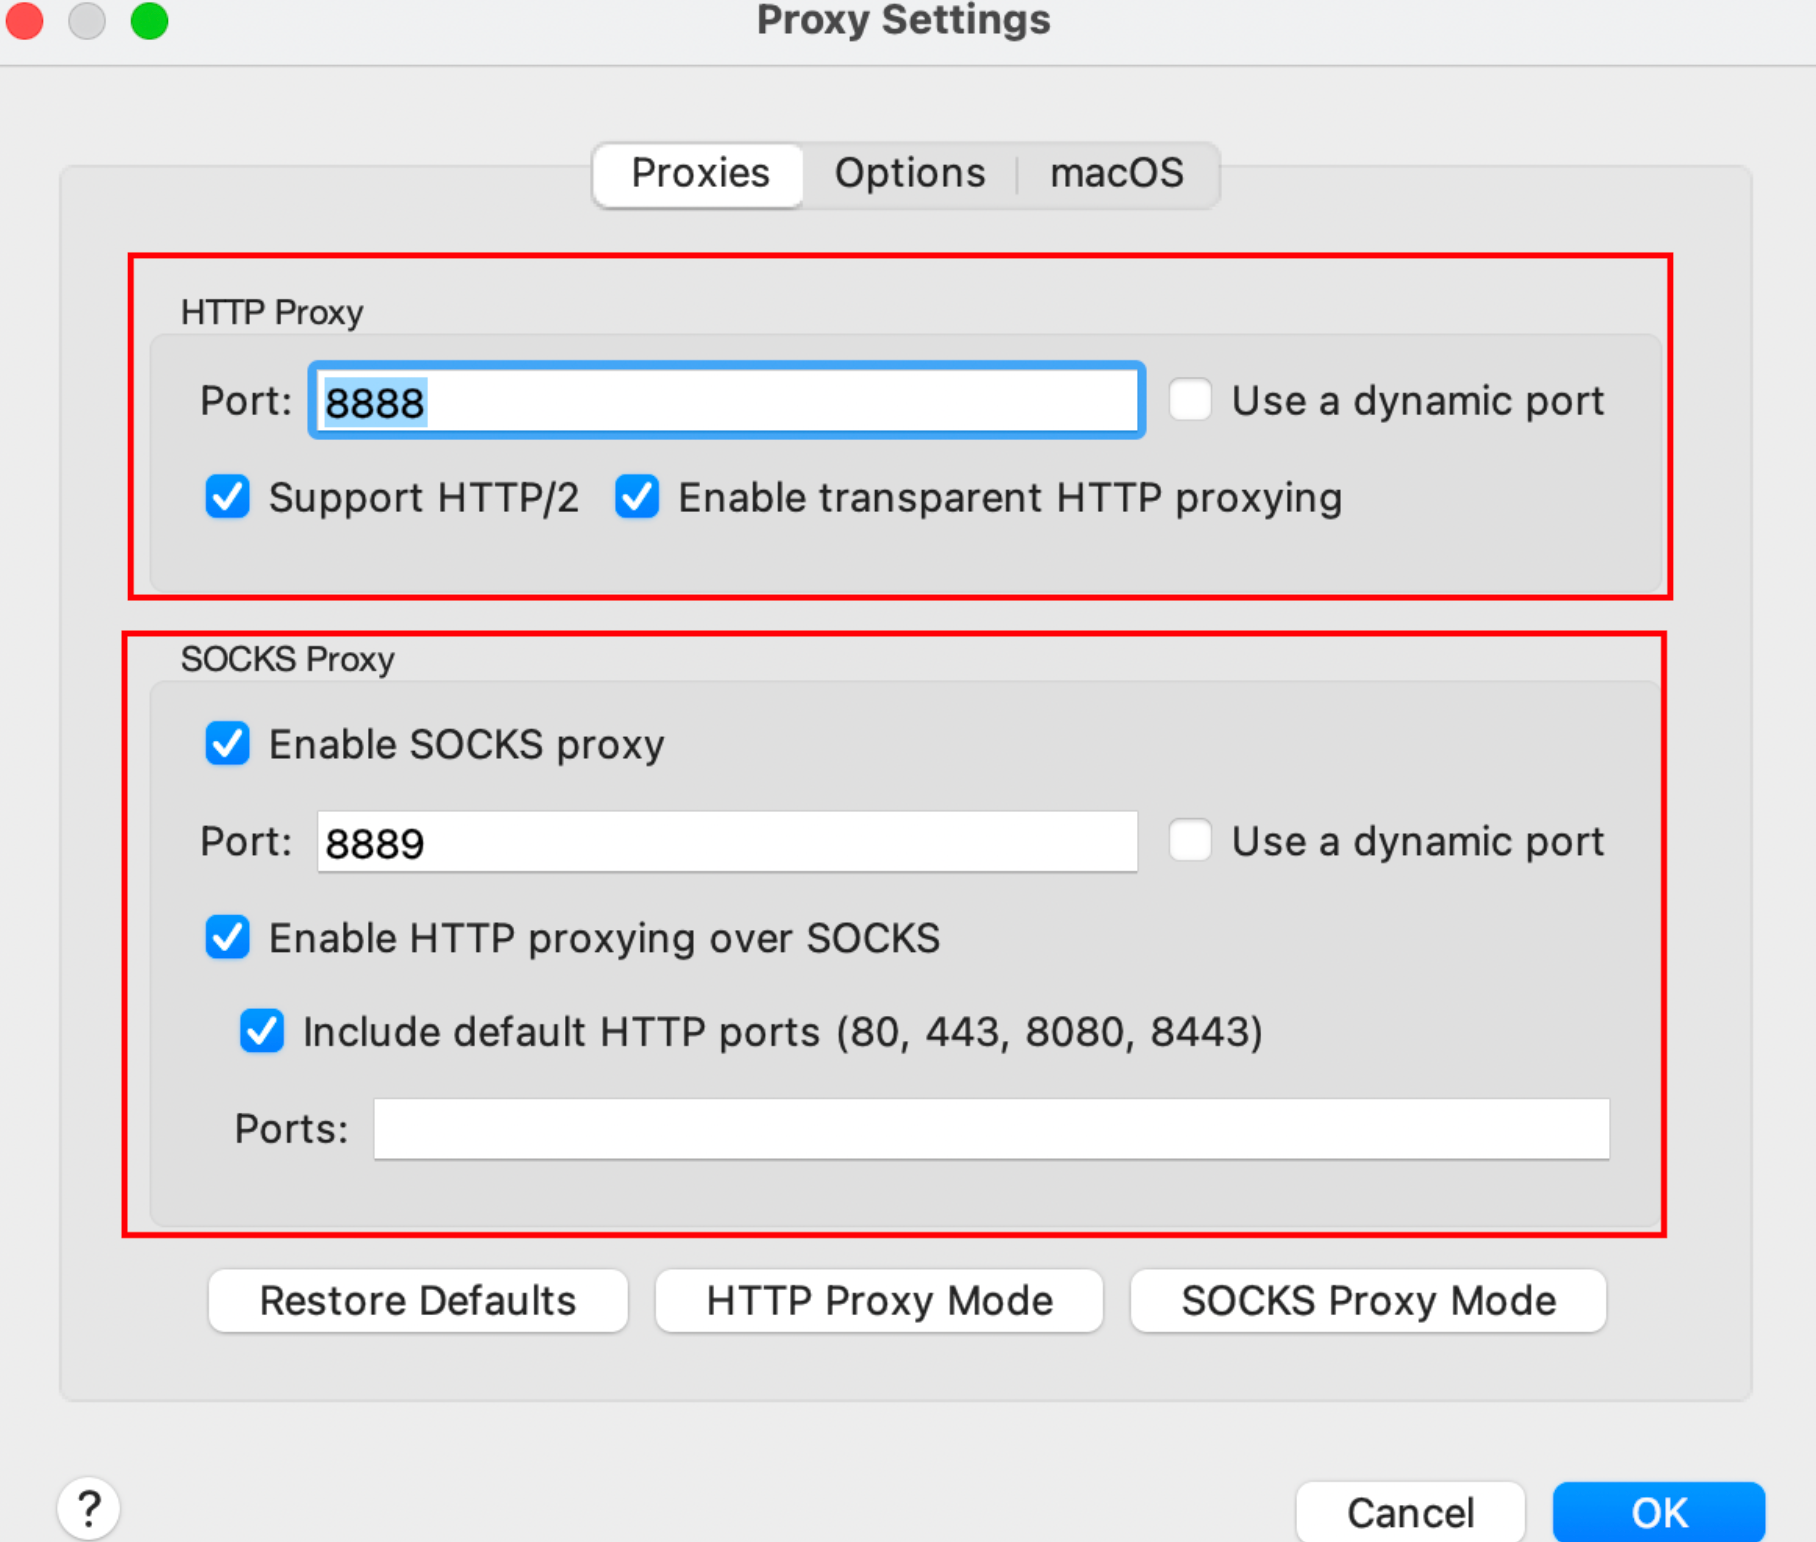 Proxy Settings
Proxies Options macOS
HTTP Proxy
Port: 8888 Use a dynamic port
Support HTTP/2 Enable transparent HTTP proxying
SOCKS Proxy
Enable SOCKS proxy
Port: 8889 Use a dynamic port
Enable HTTP proxying over SOCKS
Include default HTTP ports (80, 443, 8080, 8443)
Ports:
Restore Defaults HTTP Proxy Mode SOCKS Proxy Mode
? Cancel OK